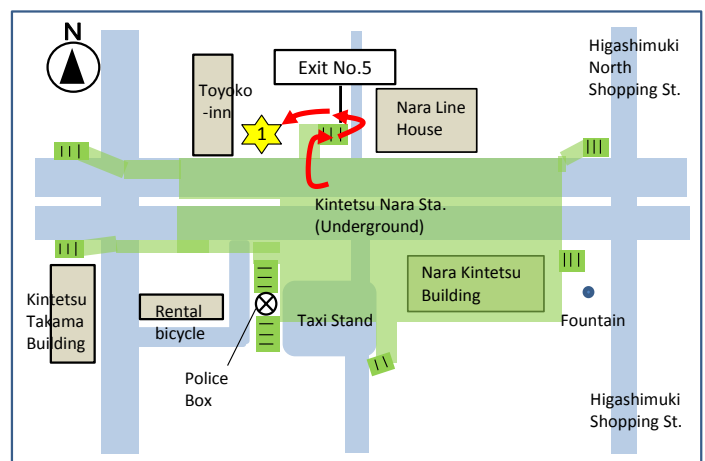 N
Exit No.5
Toyoko
-inn
1
Nara Line
House
Higashimuki
North
Shopping St.
Kintetsu Nara Sta.
(Underground)
Kintetsu
Takama
Building
Rental
bicycle
Police
Box
Taxi Stand
Nara Kintetsu
Building
Fountain
Higashimuki
Shopping St.